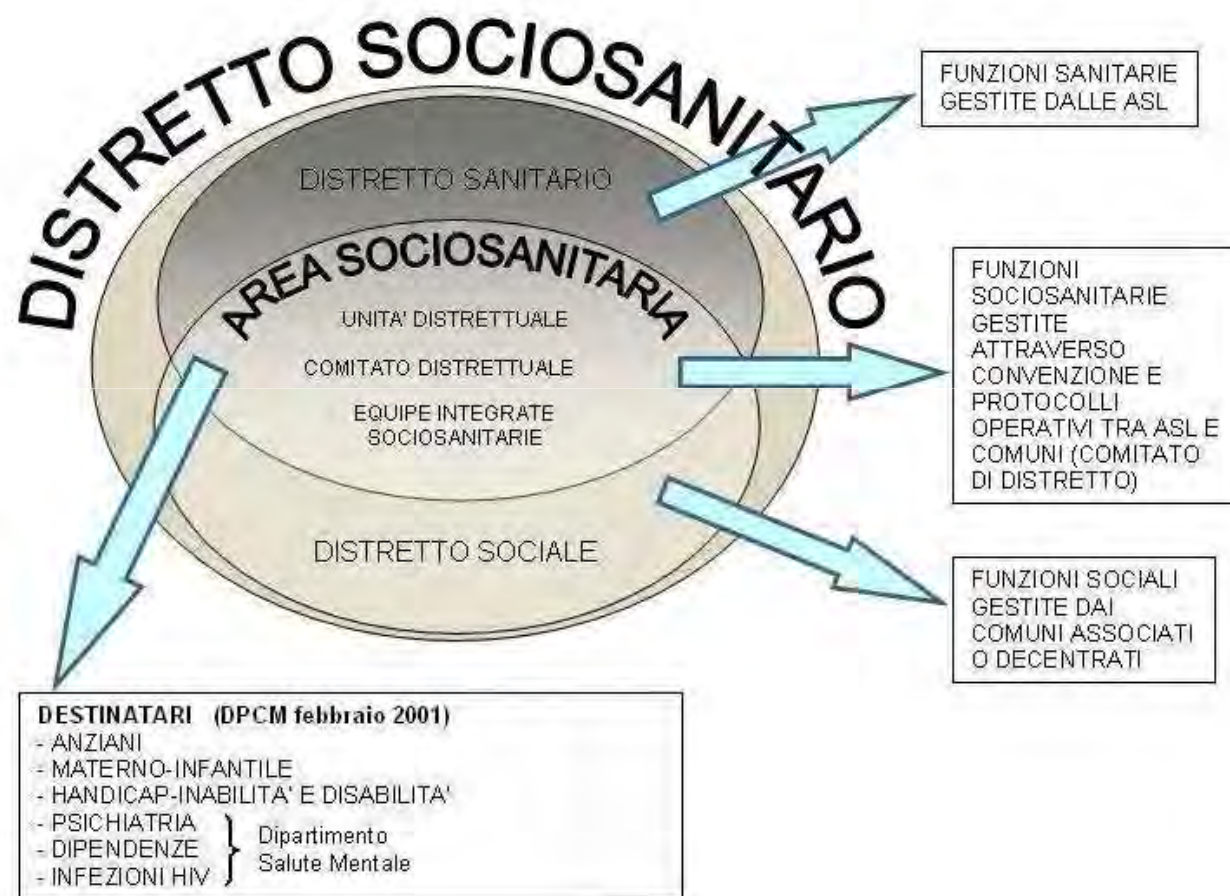 DISTRETTO SOCIOSANITARIO
DISTRETTO SANITARIO
AREA SOCIOSANITARIA
UNITA' DISTRETTUALE
COMITATO DISTRETTUALE
EQUIPE INTEGRATE
SOCIOSANITARIE
DISTRETTO SOCIALE
FUNZIONI SANITARIE
GESTITE DALLE ASL
FUNZIONI
SOCIOSANITARIE
GESTITE
ATTRAVERSO
CONVENZIONE E
PROTOCOLLI
OPERATIVI TRA ASL E
COMUNI (COMITATO
DI DISTRETTO)
FUNZIONI SOCIALI
GESTITE DAI
COMUNI ASSOCIATI
O DECENTRATI
DESTINATARI (DPCM febbraio 2001)
- ANZIANI
- MATERNO-INFANTILE
- HANDICAP-INABILITA' E DISABILITA'
- PSICHIATRIA
- DIPENDENZE
- INFEZIONI HIV
Dipartimento
Salute Mentale